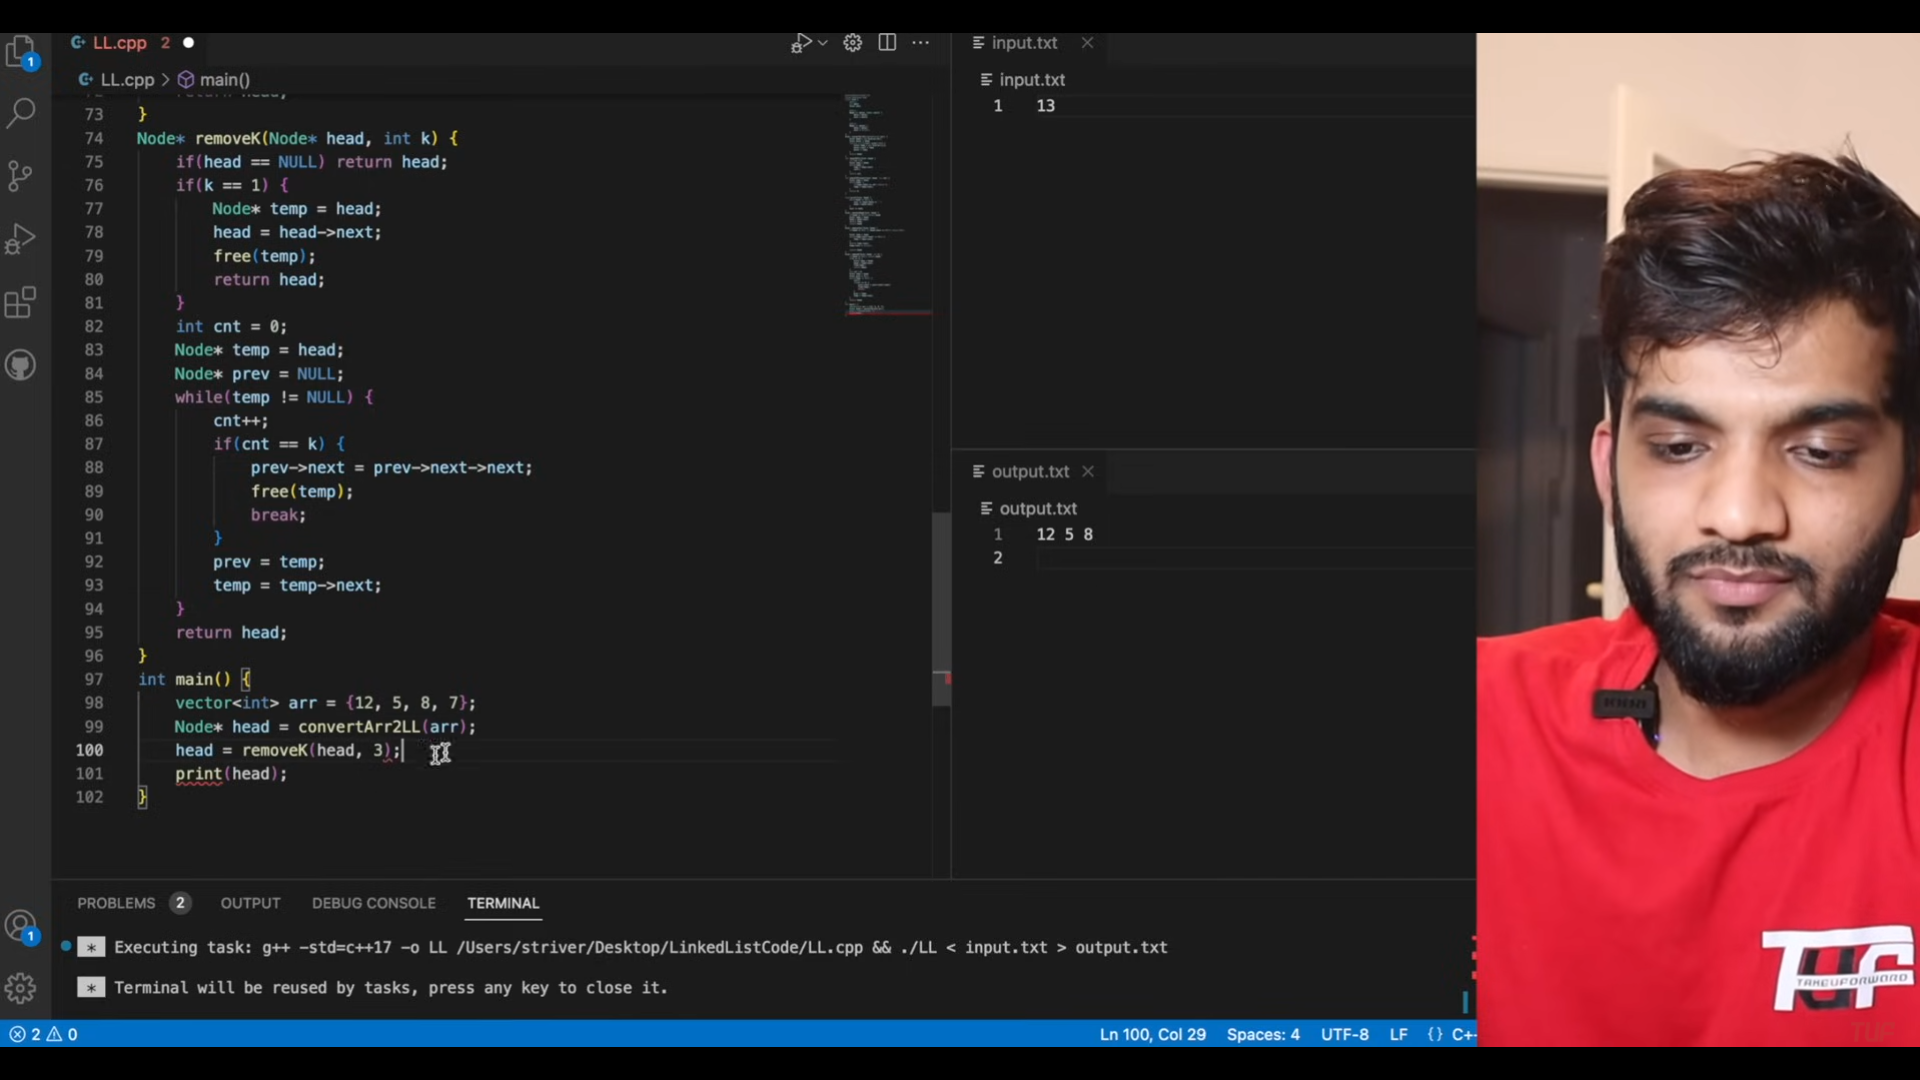 LL.cpp 2
LL.cpp > main()
73 }
74 Node* removeK(Node* head, int k) {
75 if(head == NULL) return head;
76 if(k == 1) {
77 Node* temp = head;
78 head = head->next;
79 free(temp);
80 return head;
81 }
82 int cnt = 0;
83 Node* temp = head;
84 Node* prev = NULL;
85 while(temp != NULL) {
86 cnt++;
87 if(cnt == k) {
88 prev->next = prev->next->next;
89 free(temp);
90 break;
91 }
92 prev = temp;
93 temp = temp->next;
94 }
95 return head;
96 }
97 int main() {
98 vector<int> arr = {12, 5, 8, 7};
99 Node* head = convertArr2LL(arr);
100 head = removeK(head, 3);
101 print(head);
102 }
input.txt
input.txt
1 13
output.txt
output.txt
1 12 5 8
2
PROBLEMS 2 OUTPUT DEBUG CONSOLE TERMINAL
* Executing task: g++ -std=c++17 -o LL /Users/striver/Desktop/LinkedListCode/LL.cpp && ./LL < input.txt > output.txt
* Terminal will be reused by tasks, press any key to close it.
1
1
2 0
Ln 100, Col 29 Spaces: 4 UTF-8 LF {} C+
TUF
TAKEUFORWARD
TUF